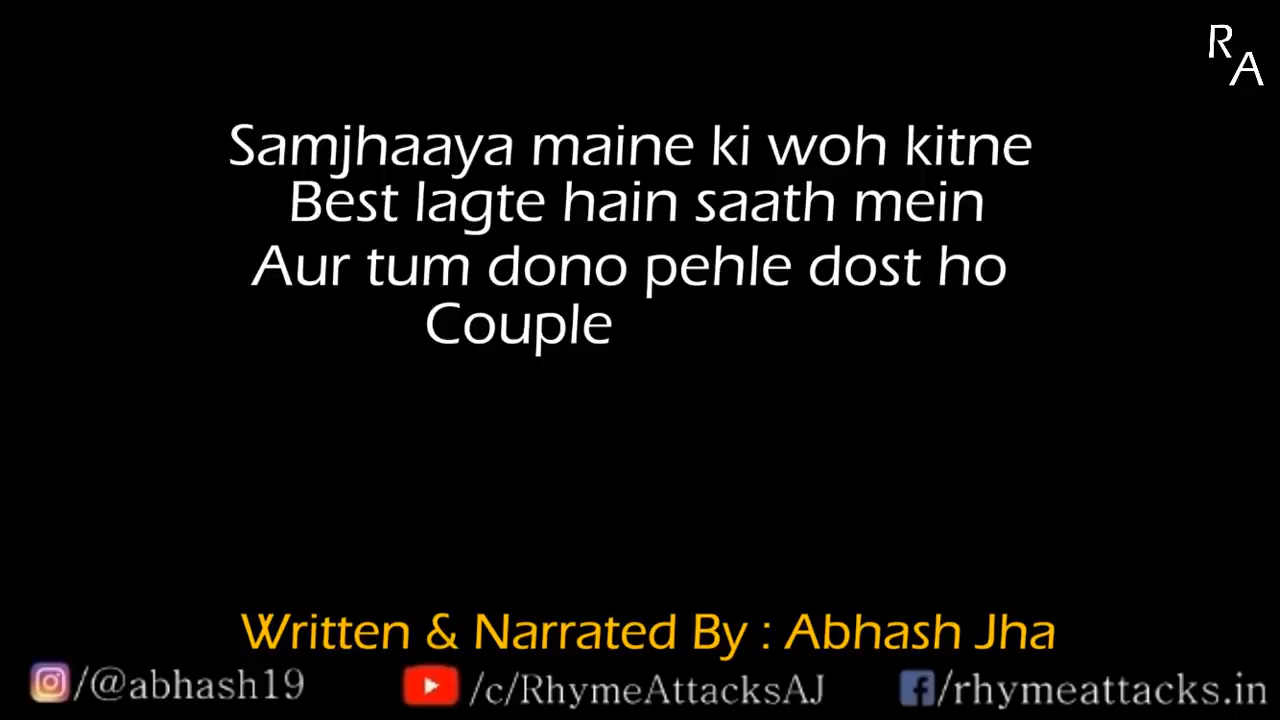 R
A
Samjhaaya maine ki woh kitne
Best lagte hain saath mein
Aur tum dono pehle dost ho
Couple
Written & Narrated By : Abhash Jha
/@abhash19 /c/RhymeAttacksAJ /rhymeattacks.in